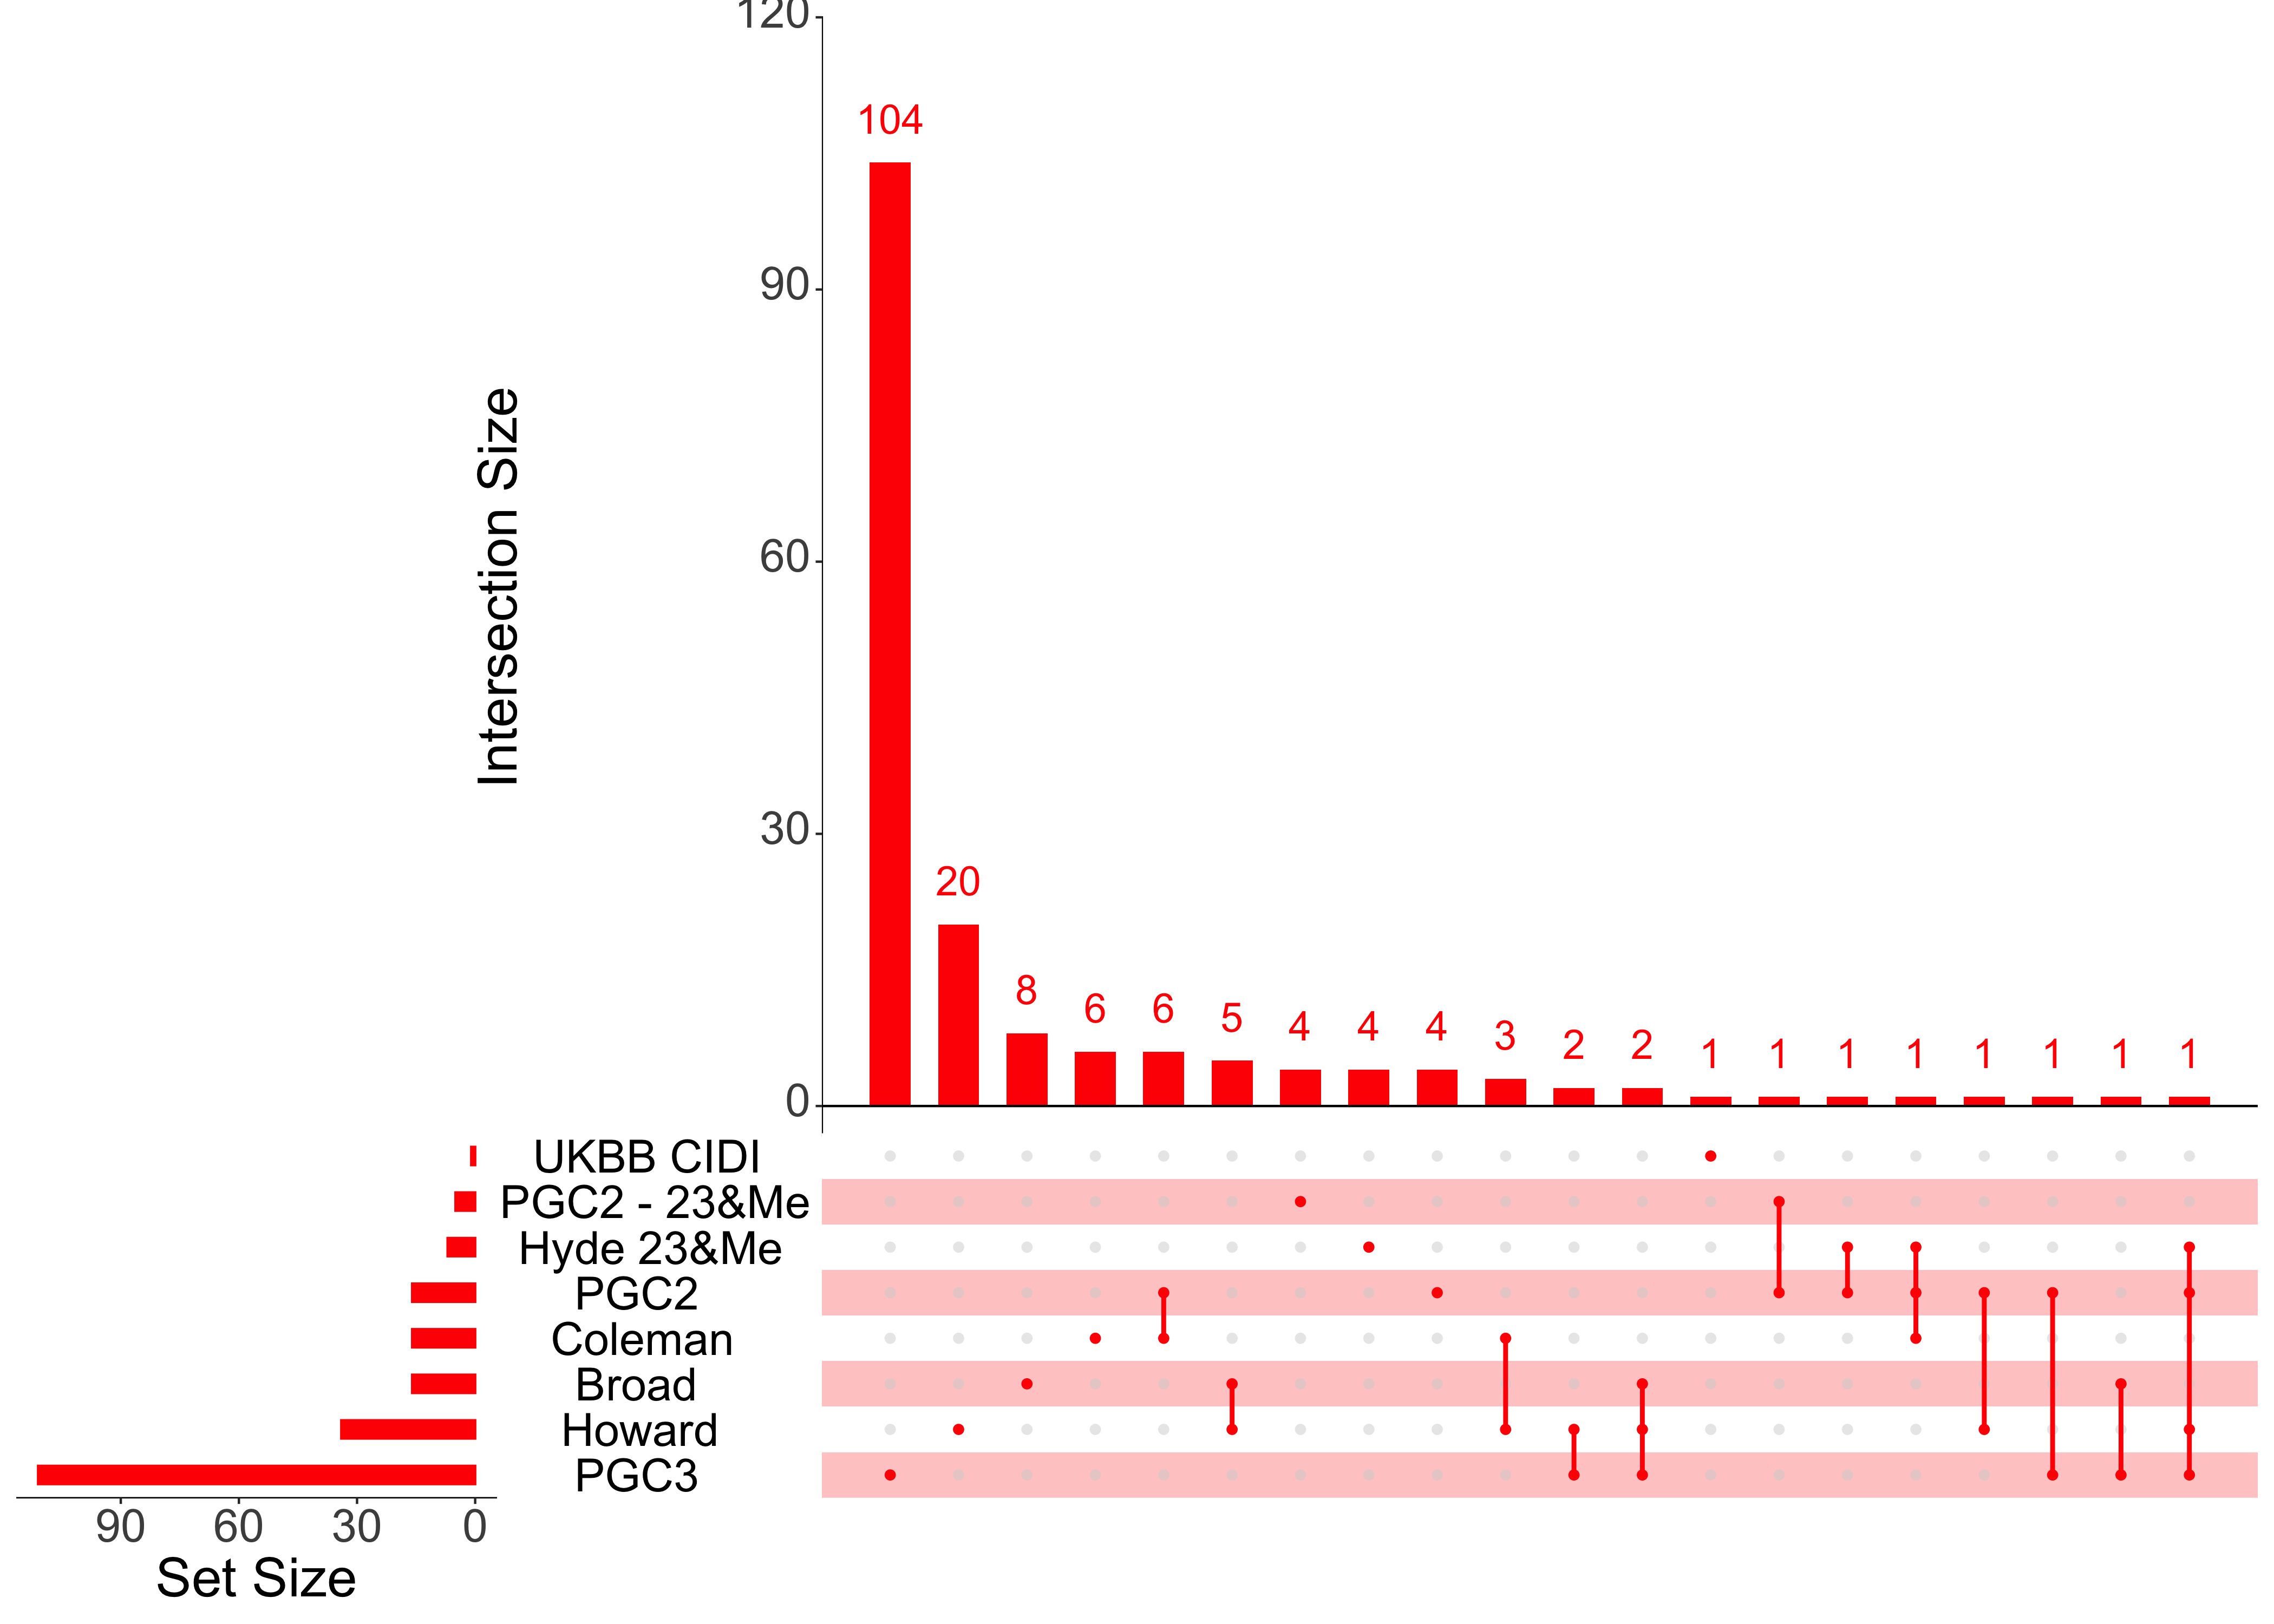 120
104
90
Intersection Size
60
30
20
8
6
6
5
4
4
4
3
2
2
1
1
1
1
1
1
1
1
0
UKBB CIDI
PGC2 - 23&Me
Hyde 23&Me
PGC2
Coleman
Broad
Howard
PGC3
90 60 30 0
Set Size